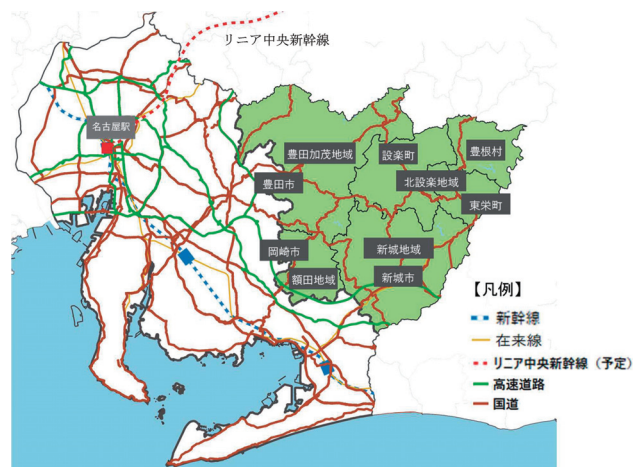 リニア中央新幹線
名古屋駅
豊田加茂地域
設楽町
豊根村
豊田市
北設楽地域
東栄町
岡崎市
新城地域
額田地域
新城市
【凡例】
新幹線
在来線
リニア中央新幹線（予定）
高速道路
国道